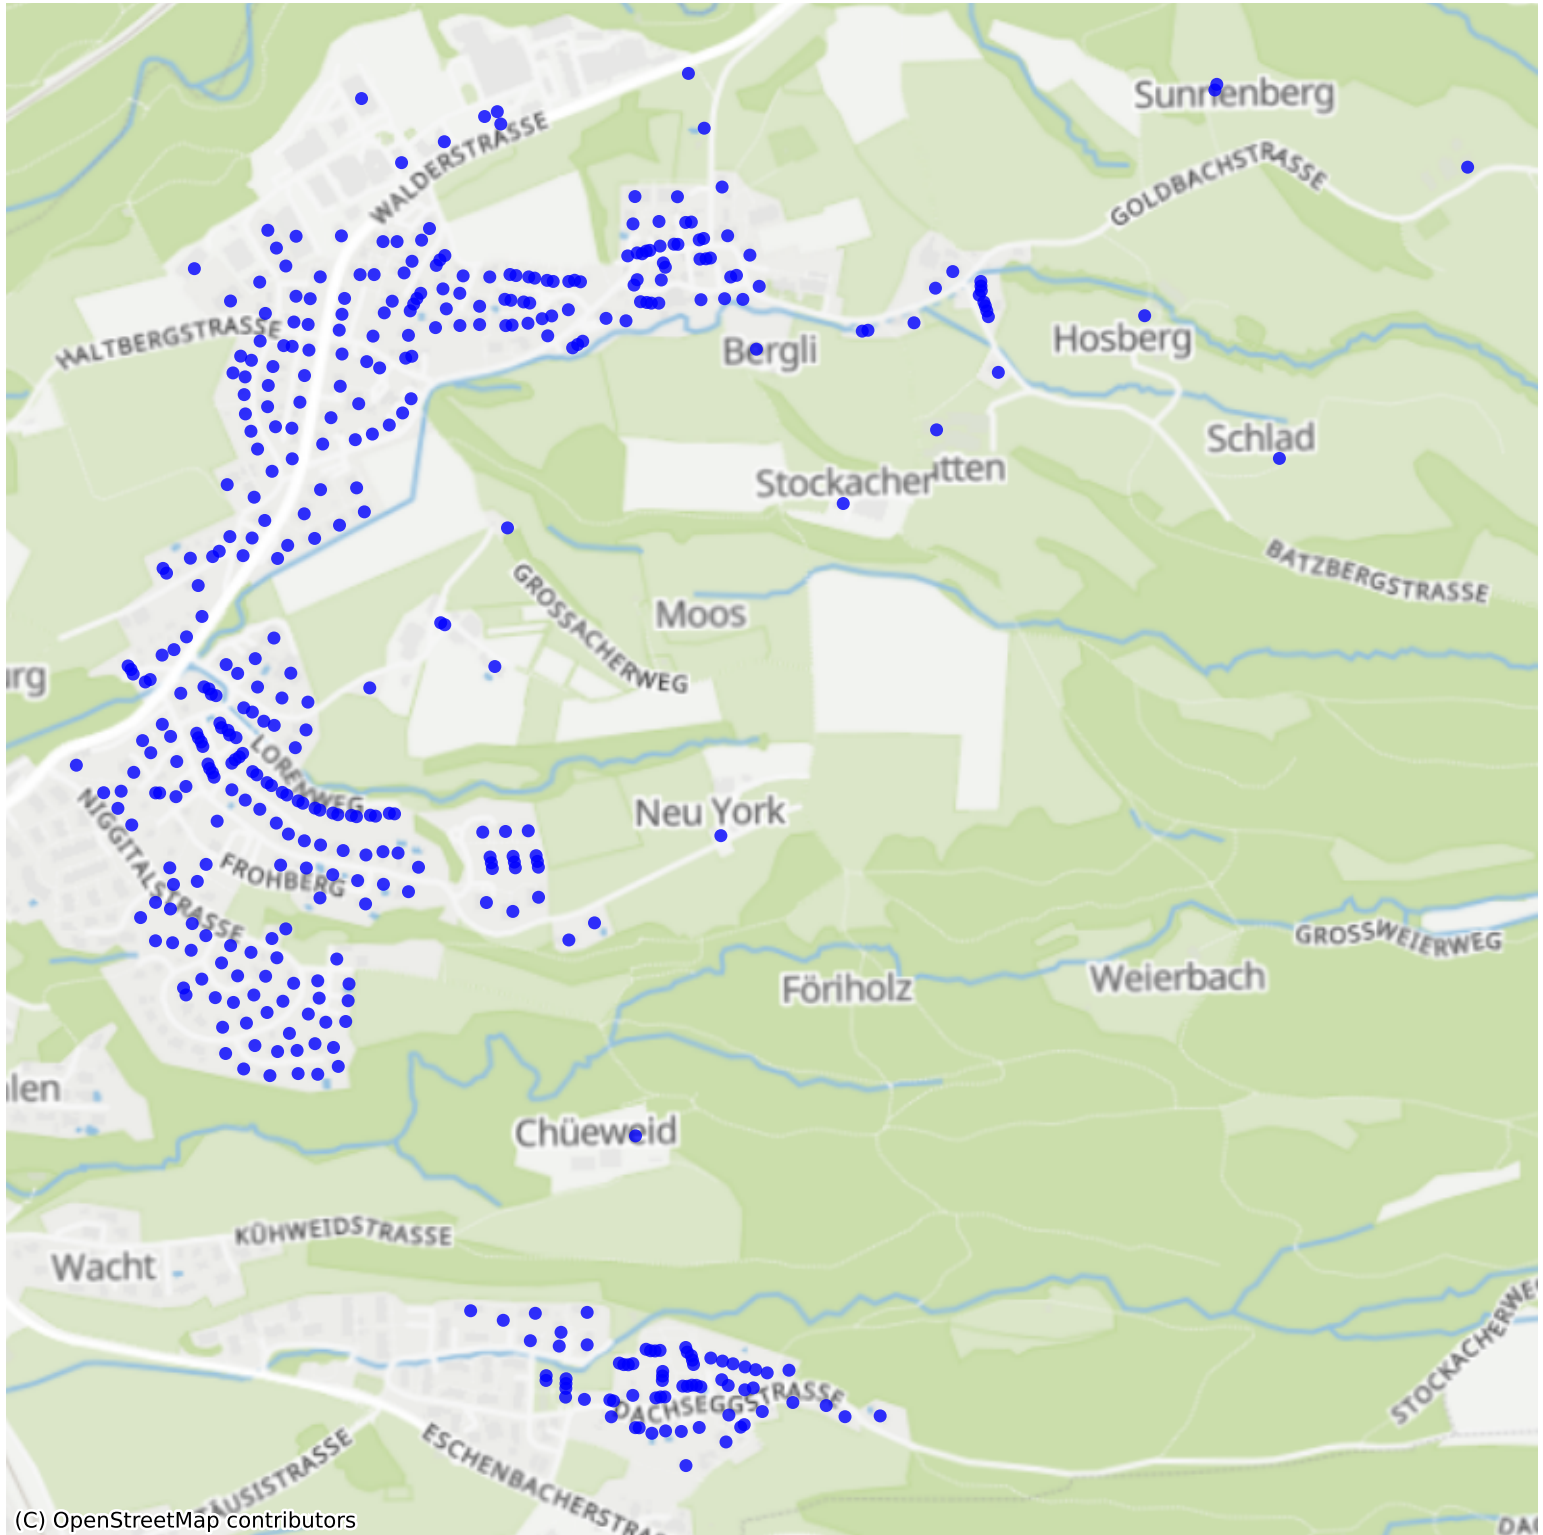 Sunnenberg
WALDERSTRASSE
GOLDBACHSTRASSE
HALTBERGSTRASSE
Bergli
Hosberg
Schlad
Stockacher
BATZBERGSTRASSE
GROSSACHERWEG
Moos
LORENWEG
NIGGITALSTRASSE
Neu York
FROHBERG
GROSSWEIERWEG
Weierbach
Föriholz
Chüeweid
KÜHWEIDSTRASSE
Wacht
STOCKACHERWEG
DACHSEGGSTRASSE
ESCHENBACHERSTRA
(C) OpenStreetMap contributors